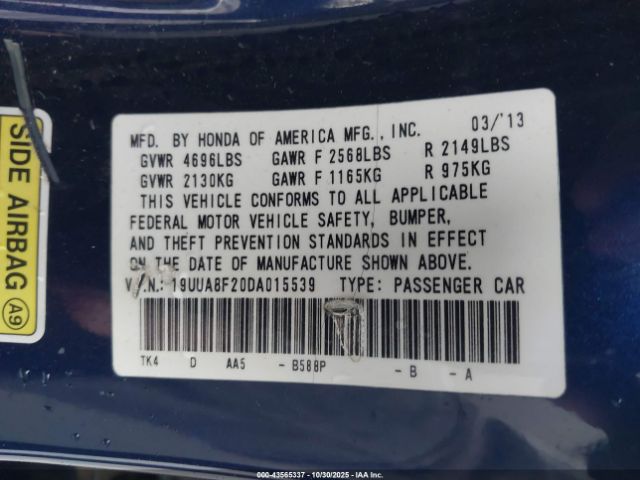 SIDE AIRBAG A9
MFD. BY HONDA OF AMERICA MFG., INC. 03/'13
GVWR 4696LBS GAWR F 2568LBS R 2149LBS
GVWR 2130KG GAWR F 1165KG R 975KG
THIS VEHICLE CONFORMS TO ALL APPLICABLE
FEDERAL MOTOR VEHICLE SAFETY, BUMPER,
AND THEFT PREVENTION STANDARDS IN EFFECT
ON THE DATE OF MANUFACTURE SHOWN ABOVE.
V.I.N.: 19UUA8F20DA015539 TYPE: PASSENGER CAR
TK4 D AA5 - B588P - B - A
© 43565337 - 10/30/2025 - IAA Inc.